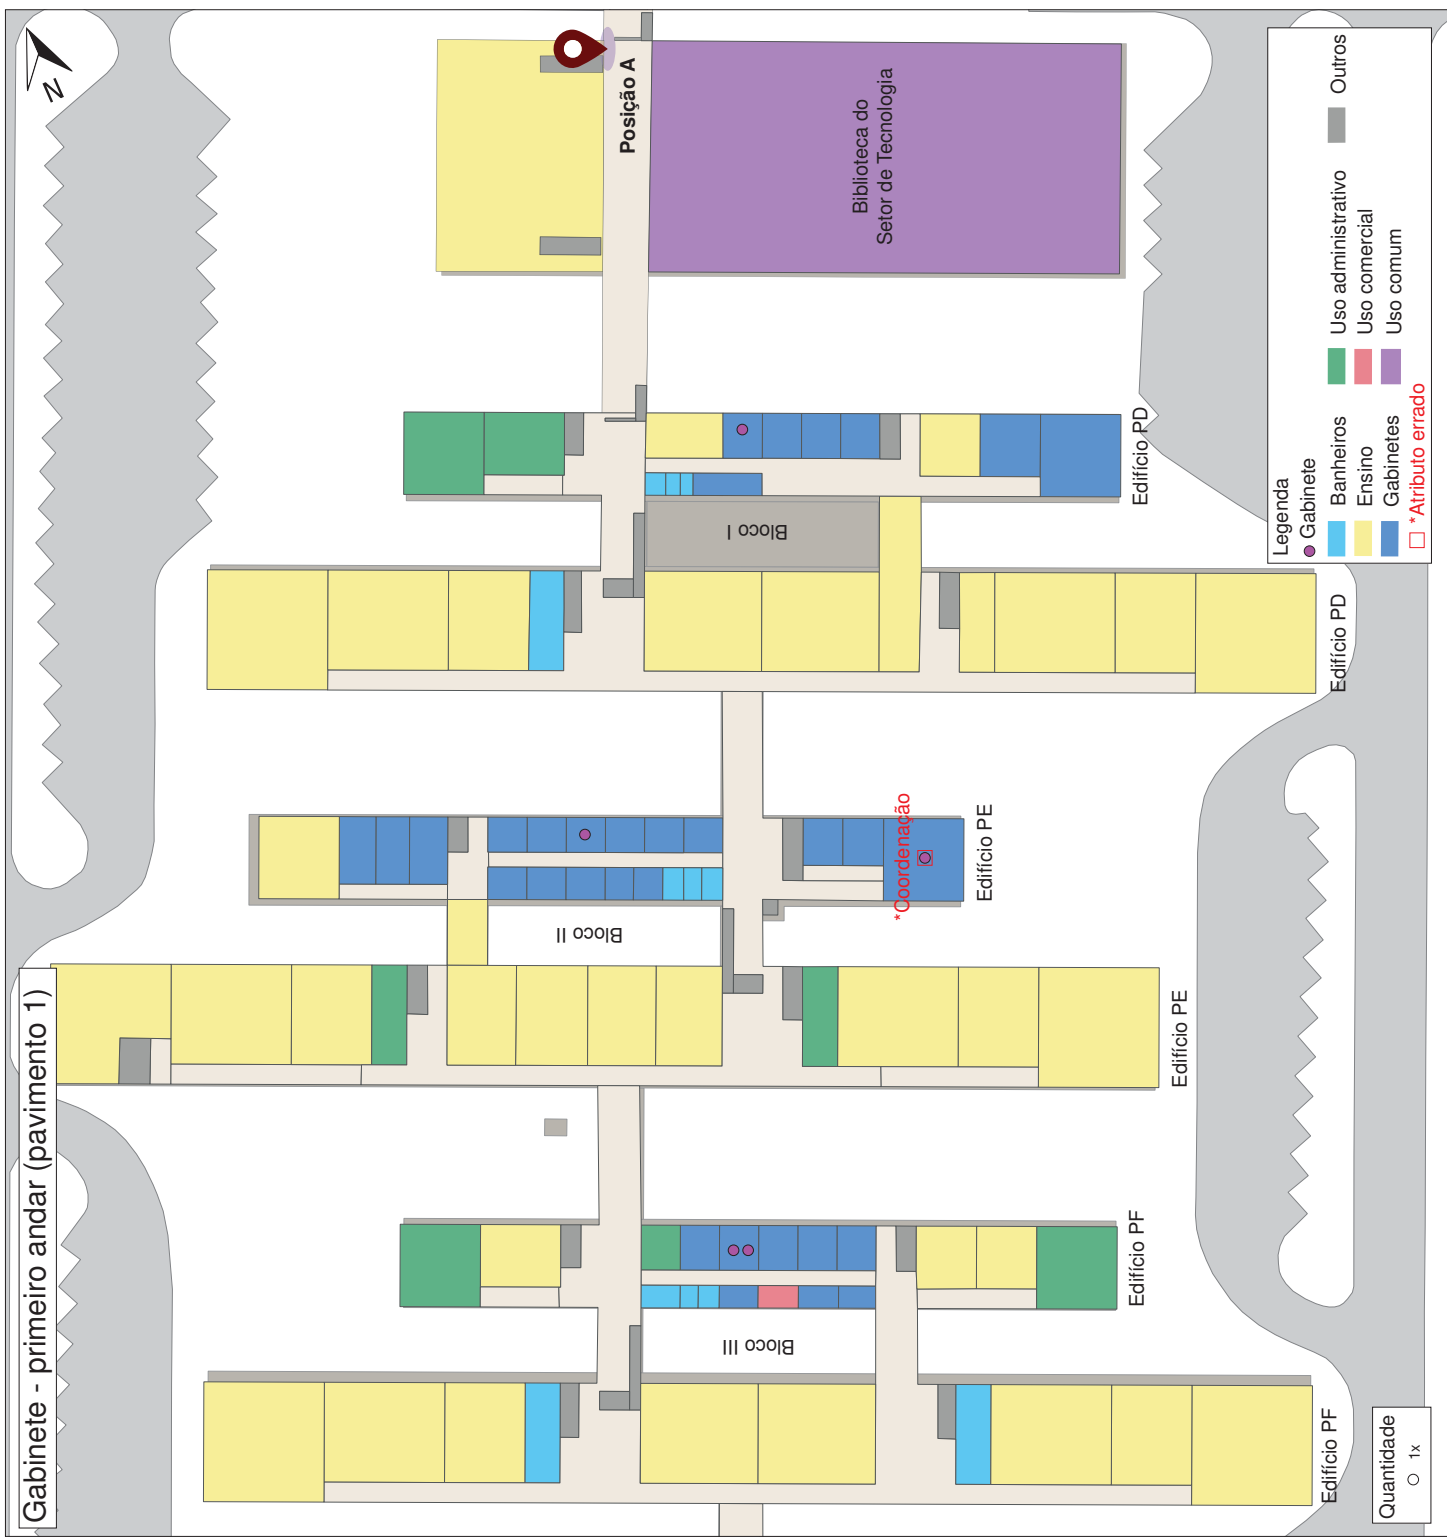 Gabinete - primeiro andar (pavimento 1)
N
Posição A
Biblioteca do
Setor de Tecnologia
Edifício PD
Bloco I
Edifício PD
*Coordenação
Edifício PE
Bloco II
Edifício PE
Edifício PF
Bloco III
Edifício PF
Legenda
Gabinete
Banheiros
Ensino
Gabinetes
*Atributo errado
Uso administrativo
Uso comercial
Uso comum
Outros
Quantidade
1x